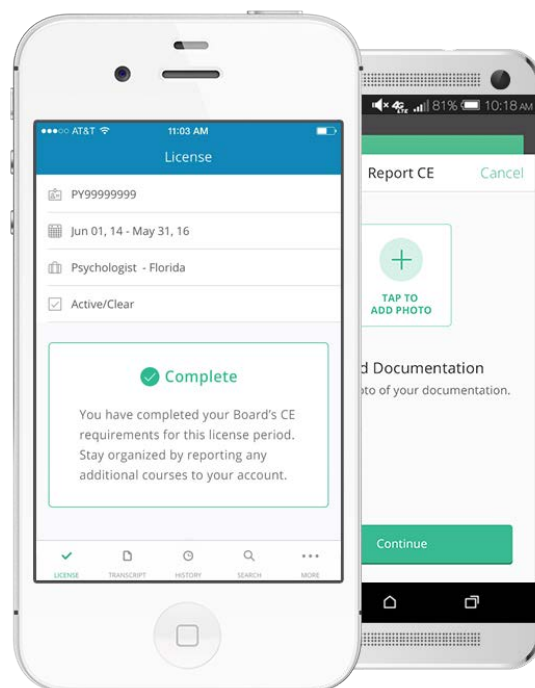 ●●●○○ AT&T 11:03 AM
License
PY99999999
Jun 01, 14 - May 31, 16
Psychologist - Florida
Active/Clear
Complete
You have completed your Board's CE
requirements for this license period.
Stay organized by reporting any
additional courses to your account.
LICENSE TRANSCRIPT HISTORY SEARCH MORE
4G LTE 81% 10:18 AM
Report CE Cancel
TAP TO
ADD PHOTO
d Documentation
oto of your documentation.
Continue